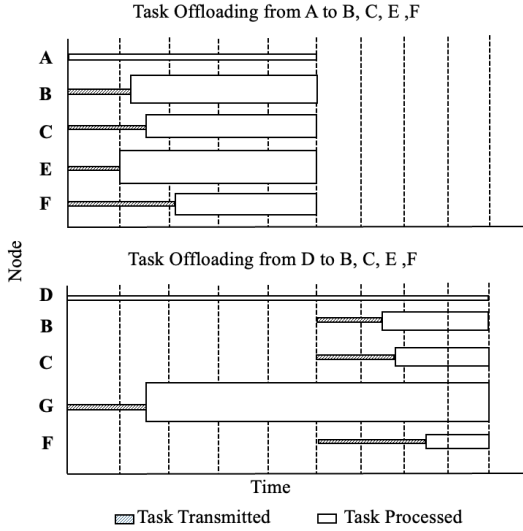 Task Offloading from A to B, C, E ,F
A
B
C
E
F
Node
Task Offloading from D to B, C, E ,F
D
B
C
G
F
Time
Task Transmitted
Task Processed